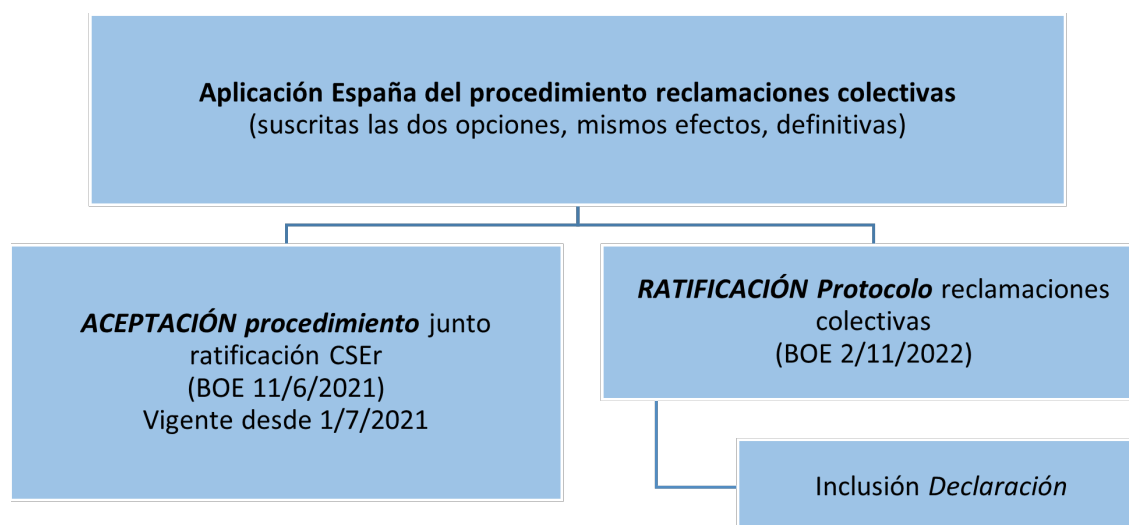 Aplicación España del procedimiento reclamaciones colectivas
(suscritas las dos opciones, mismos efectos, definitivas)
ACEPTACIÓN procedimiento junto
ratificación CSEr
(BOE 11/6/2021)
Vigente desde 1/7/2021
RATIFICACIÓN Protocolo reclamaciones
colectivas
(BOE 2/11/2022)
Inclusión Declaración